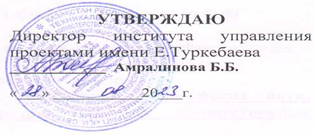 УТВЕРЖДАЮ
Директор института управления
проектами имени Е.Туркебаева
Амралинова Б.Б.
«28» 08 2023 г.